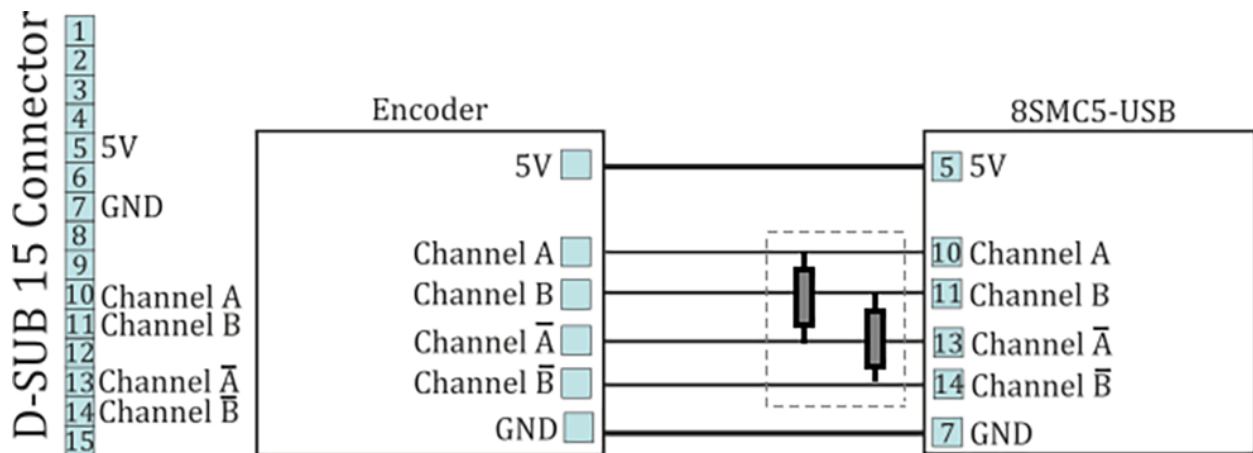 D-SUB 15 Connector
1
2
3
4
5 5V
6
7 GND
8
9
10 Channel A
11 Channel B
12
13 Channel A̅
14 Channel B̅
15
Encoder
5V
Channel A
Channel B
Channel A̅
Channel B̅
GND
8SMC5-USB
5 5V
10 Channel A
11 Channel B
13 Channel A̅
14 Channel B̅
7 GND